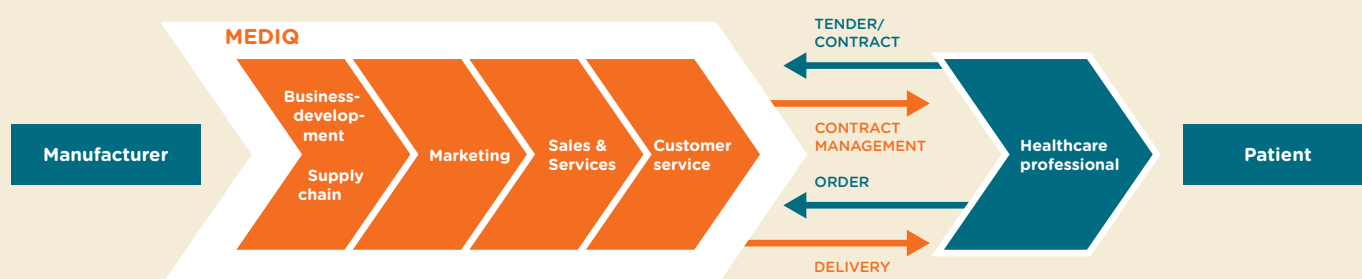 MEDIQ
Manufacturer
Business-
develop-
ment
Supply
chain
Marketing
Sales &
Services
Customer
service
TENDER/
CONTRACT
CONTRACT
MANAGEMENT
ORDER
DELIVERY
Healthcare
professional
Patient